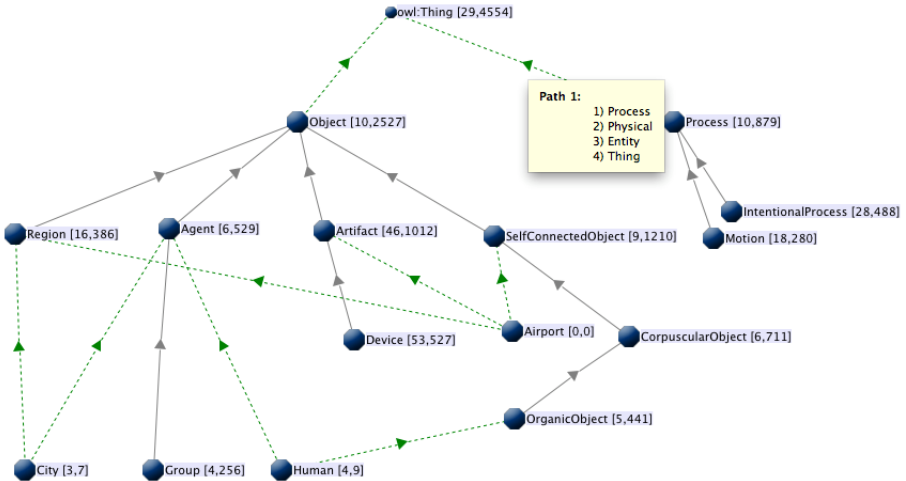 owl:Thing [29,4554]
Path 1:
1) Process
2) Physical
3) Entity
4) Thing
Object [10,2527]
Process [10,879]
IntentionalProcess [28,488]
Region [16,386]
Agent [6,529]
Artifact [46,1012]
SelfConnectedObject [9,1210]
Motion [18,280]
Device [53,527]
Airport [0,0]
CorpuscularObject [6,711]
OrganicObject [5,441]
City [3,7]
Group [4,256]
Human [4,9]